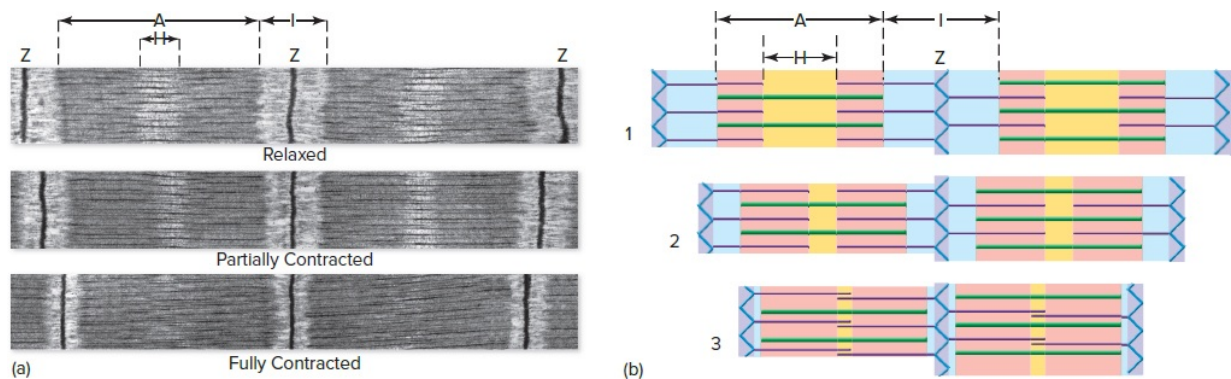 A
H
I
Z
Z
Z
Relaxed
Partially Contracted
Fully Contracted
(a)
A
I
H
Z
1
2
3
(b)